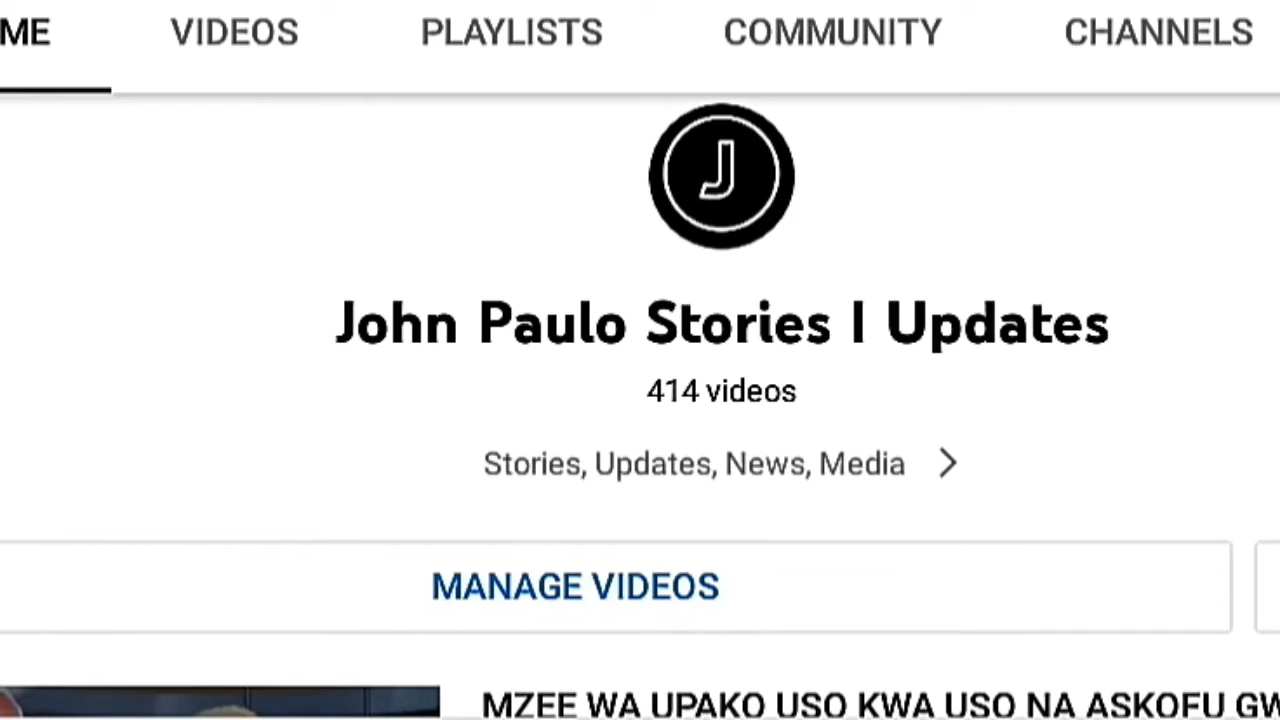 ME VIDEOS PLAYLISTS COMMUNITY CHANNELS
J
John Paulo Stories I Updates
414 videos
Stories, Updates, News, Media
MANAGE VIDEOS
MZEE WA UPAKO USO KWA USO NA ASKOFU GW